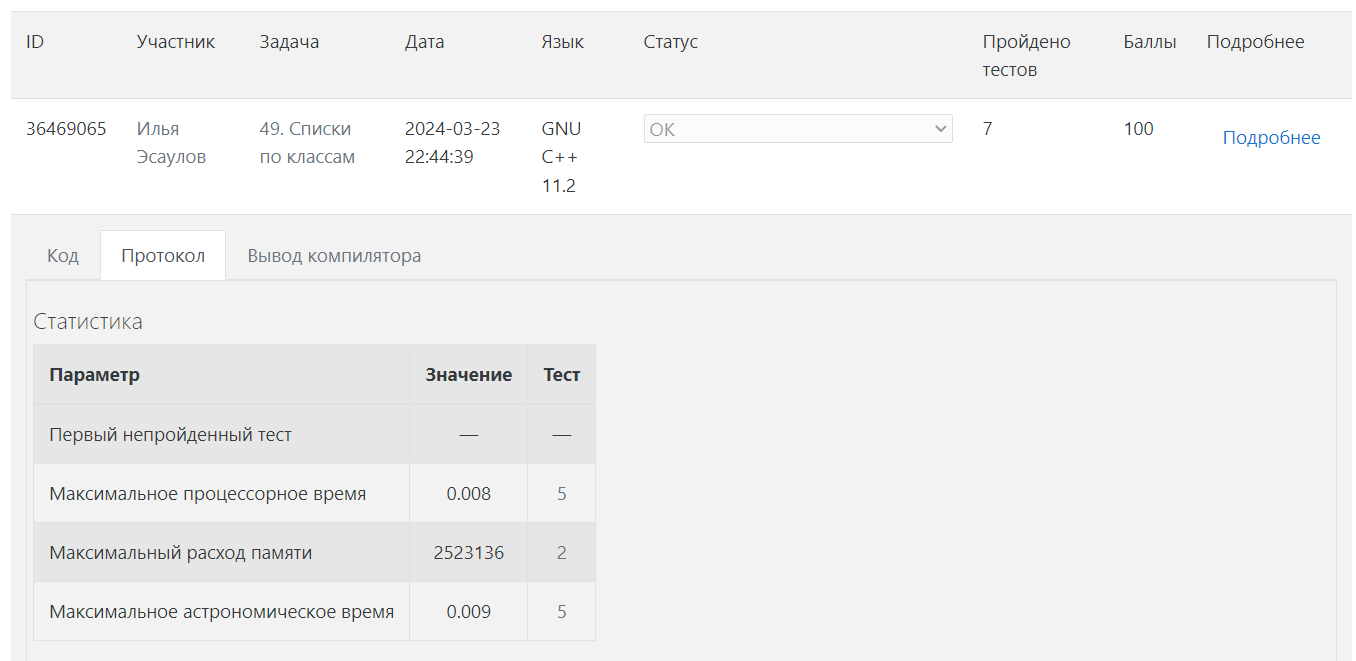 ID Участник Задача Дата Язык Статус Пройдено тестов Баллы Подробнее
36469065 Илья Эсаулов 49. Списки по классам 2024-03-23 22:44:39 GNU C++ 11.2 OK 7 100 Подробнее
Код Протокол Вывод компилятора
Статистика
Параметр Значение Тест
Первый непройденный тест — —
Максимальное процессорное время 0.008 5
Максимальный расход памяти 2523136 2
Максимальное астрономическое время 0.009 5